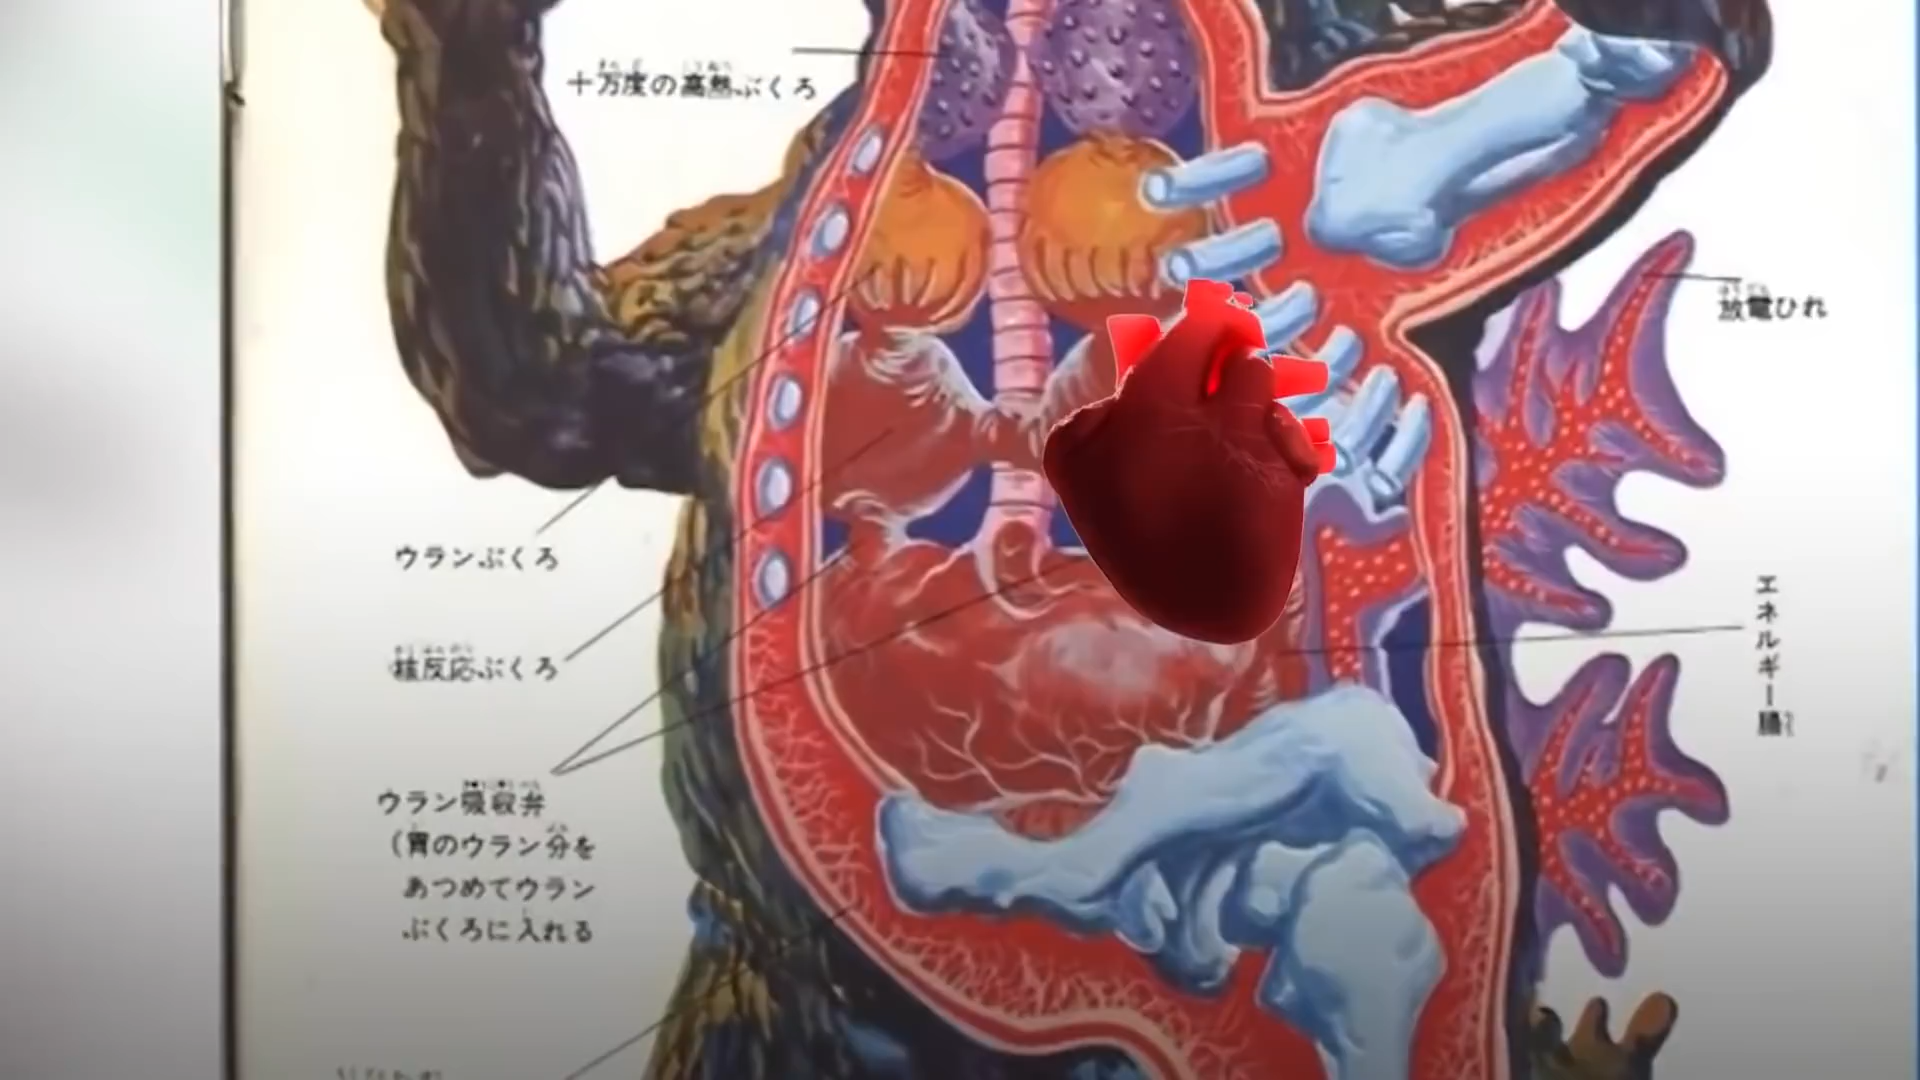 十万度の高熱ぶくろ
放電ひれ
ウランぶくろ
エネルギー腸
核反応ぶくろ
ウラン吸収弁
(胃のウラン分を
あつめてウラン
ぶくろに入れる